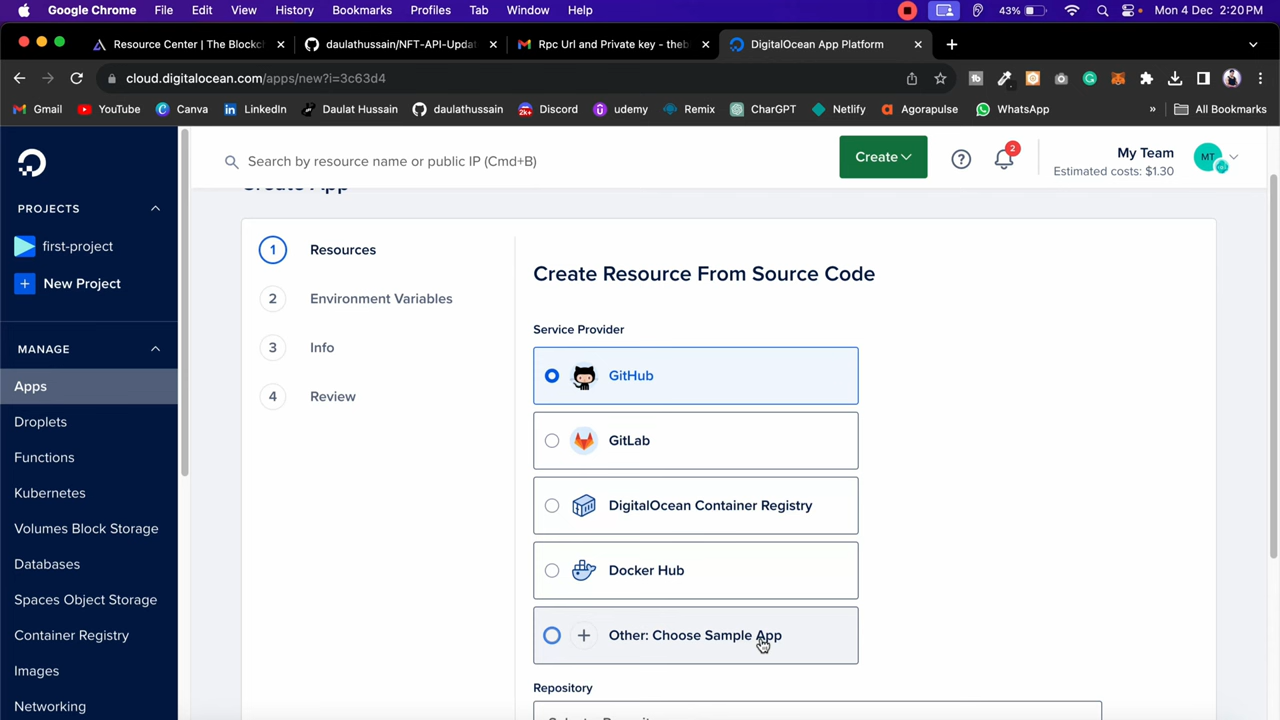 Google Chrome File Edit View History Bookmarks Profiles Tab Window Help 43% Mon 4 Dec 2:20 PM
Resource Center | The Blockch daulathussain/NFT-API-Updat Rpc Url and Private key - theb DigitalOcean App Platform
cloud.digitalocean.com/apps/new?i=3c63d4
Gmail YouTube Canva LinkedIn Daulat Hussain daulathussain Discord udemy Remix CharGPT Netlify Agorapulse WhatsApp » All Bookmarks
Search by resource name or public IP (Cmd+B)
Create
2
My Team
Estimated costs: $1.30
MT
PROJECTS
first-project
New Project
MANAGE
Apps
Droplets
Functions
Kubernetes
Volumes Block Storage
Databases
Spaces Object Storage
Container Registry
Images
Networking
Create App
1 Resources
2 Environment Variables
3 Info
4 Review
Create Resource From Source Code
Service Provider
GitHub
GitLab
DigitalOcean Container Registry
Docker Hub
Other: Choose Sample App
Repository